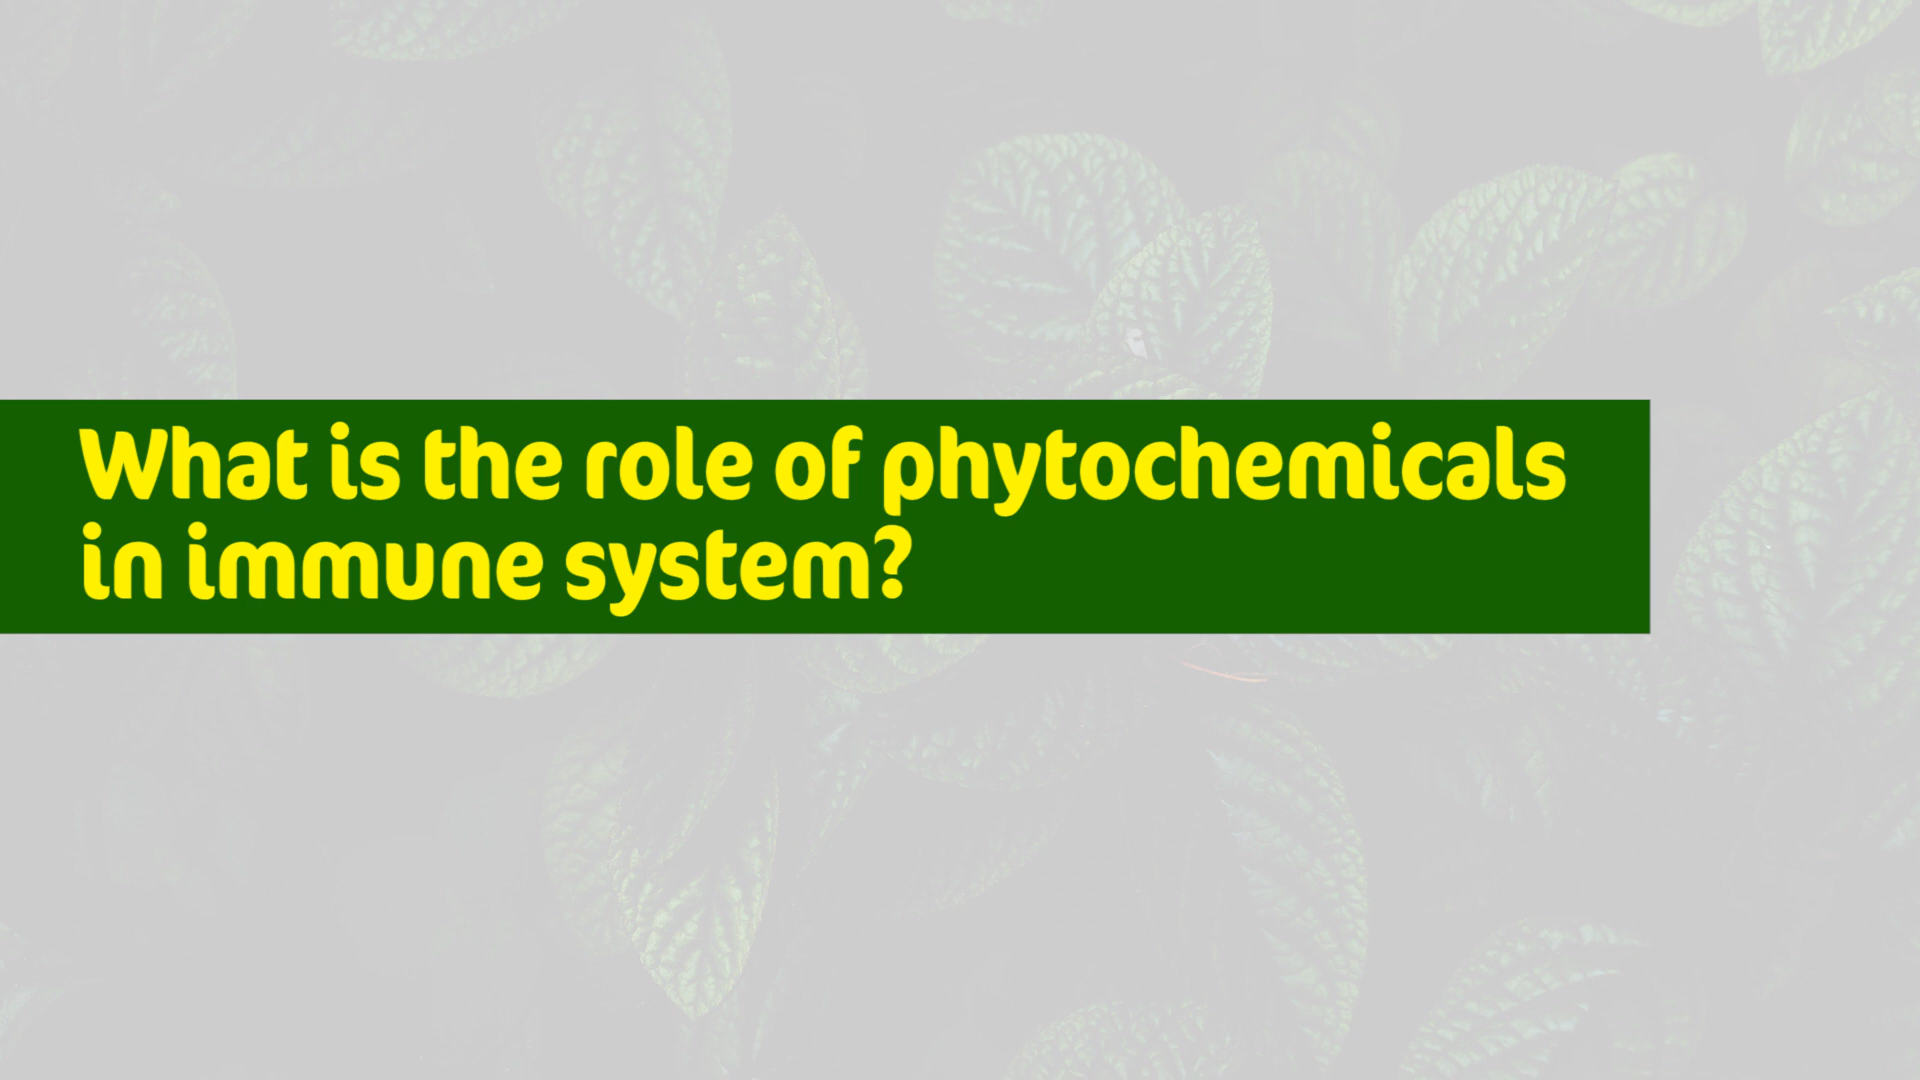 What is the role of phytochemicals
in immune system?